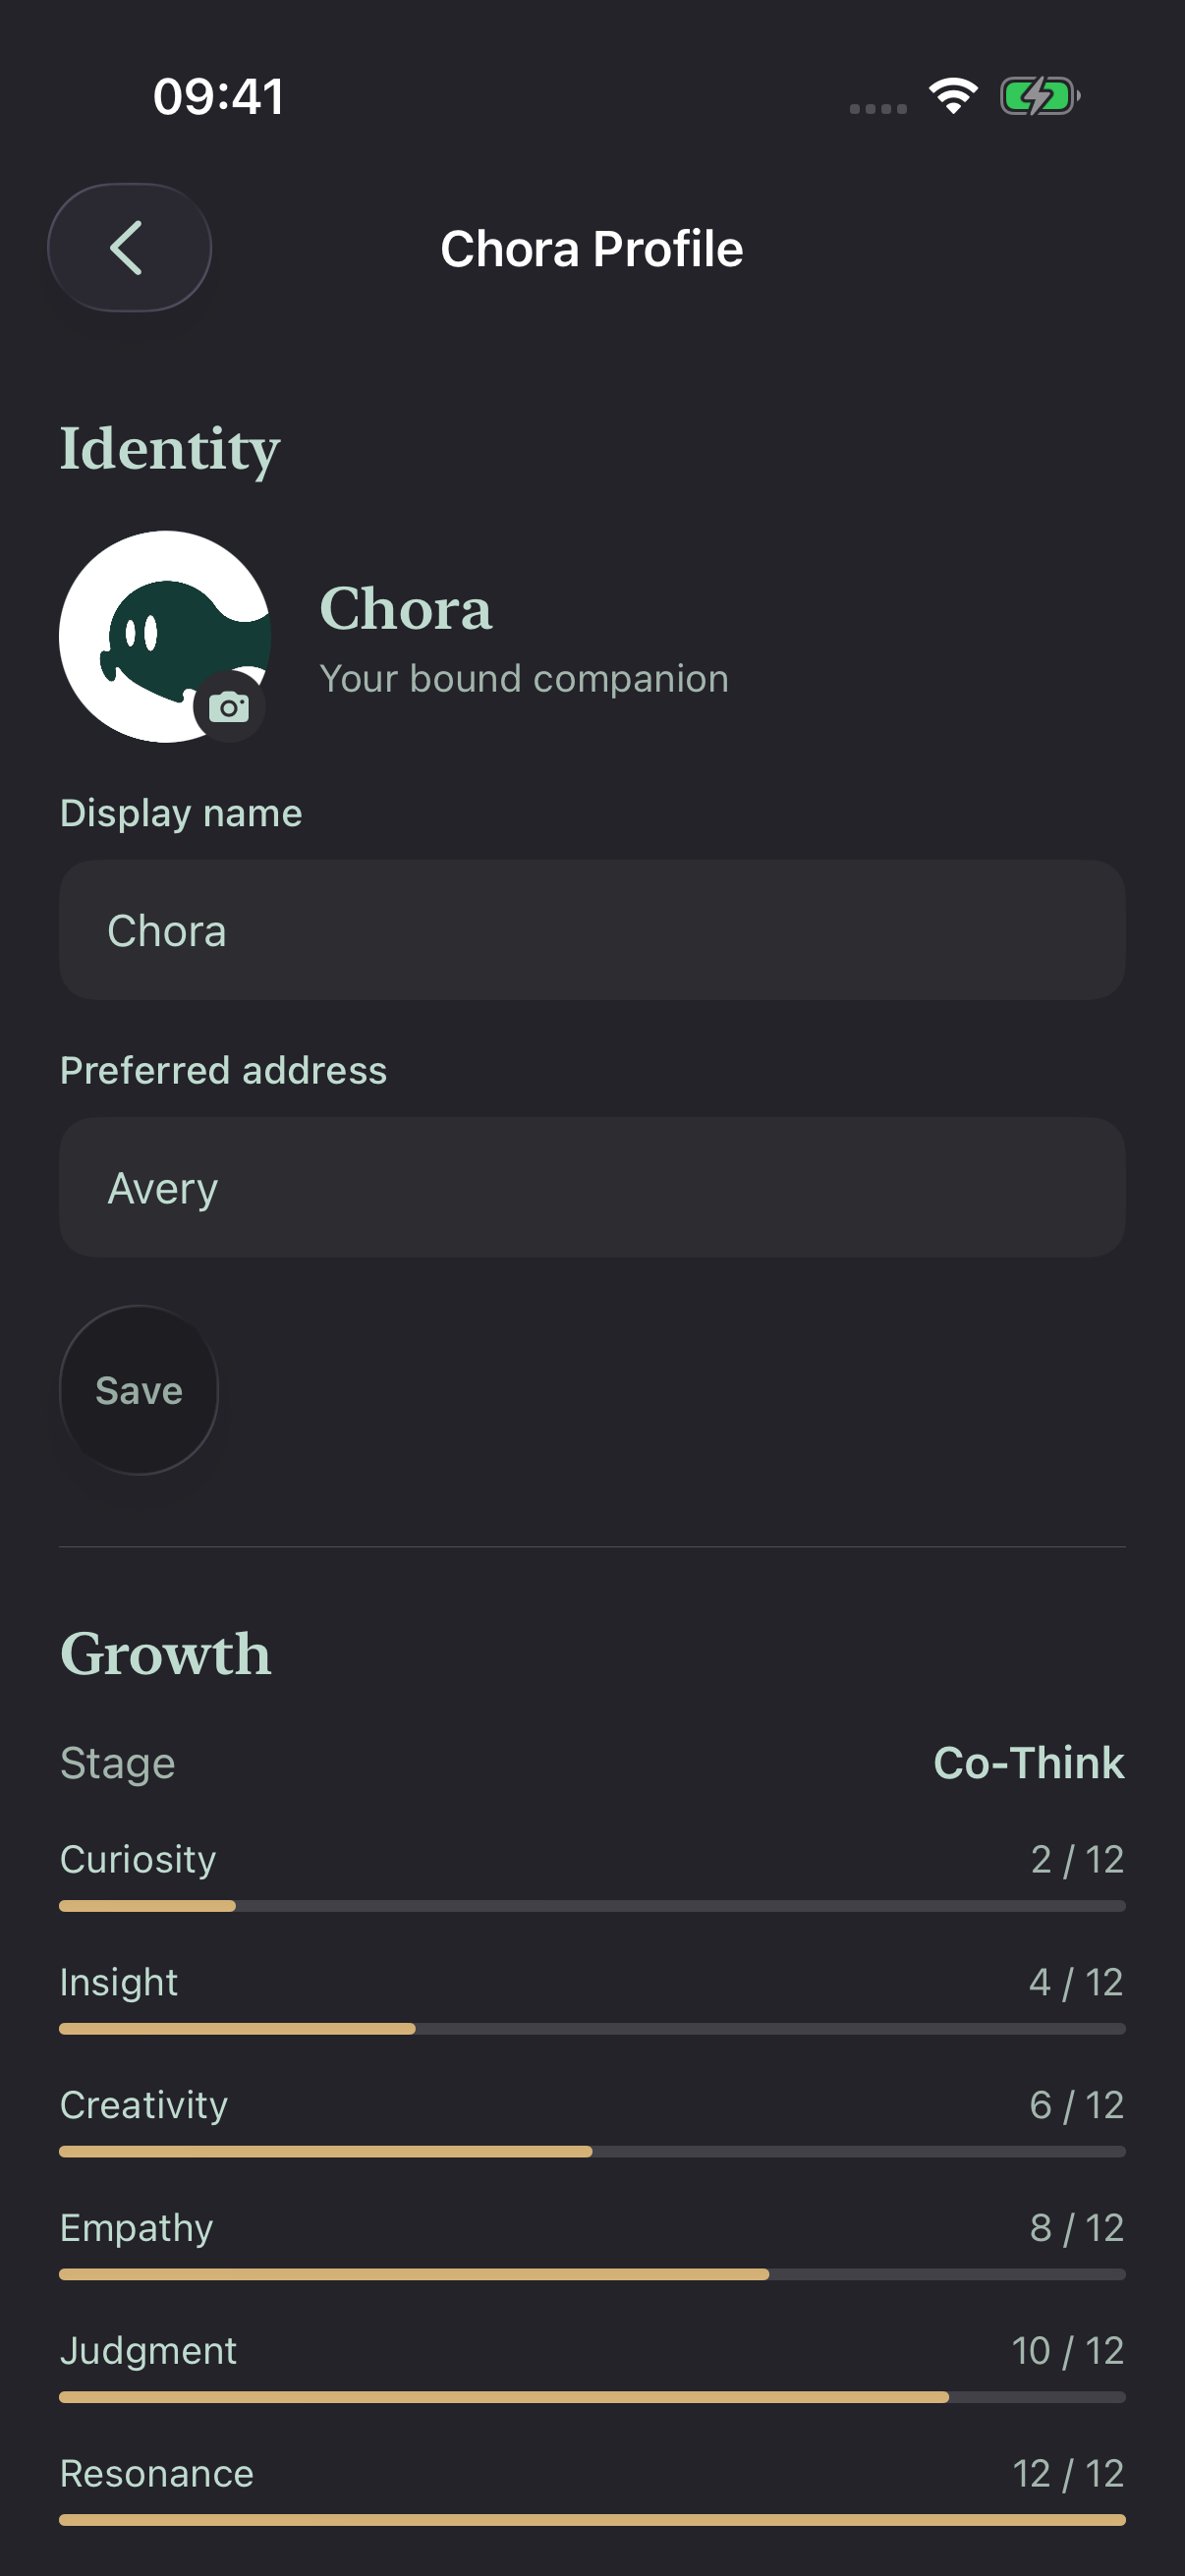 09:41
Chora Profile
Identity
Chora
Your bound companion
Display name
Chora
Preferred address
Avery
Save
Growth
Stage Co-Think
Curiosity 2 / 12
Insight 4 / 12
Creativity 6 / 12
Empathy 8 / 12
Judgment 10 / 12
Resonance 12 / 12